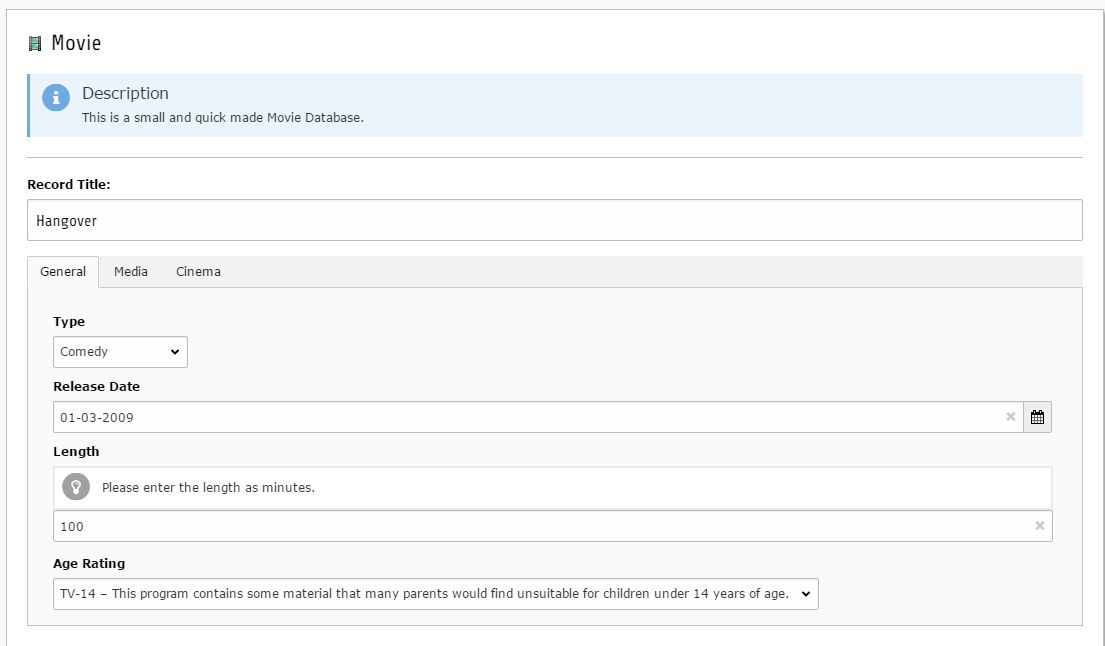 Movie
Description
This is a small and quick made Movie Database.
Record Title:
Hangover
General Media Cinema
Type
Comedy
Release Date
01-03-2009
Length
Please enter the length as minutes.
100
Age Rating
TV-14 – This program contains some material that many parents would find unsuitable for children under 14 years of age.